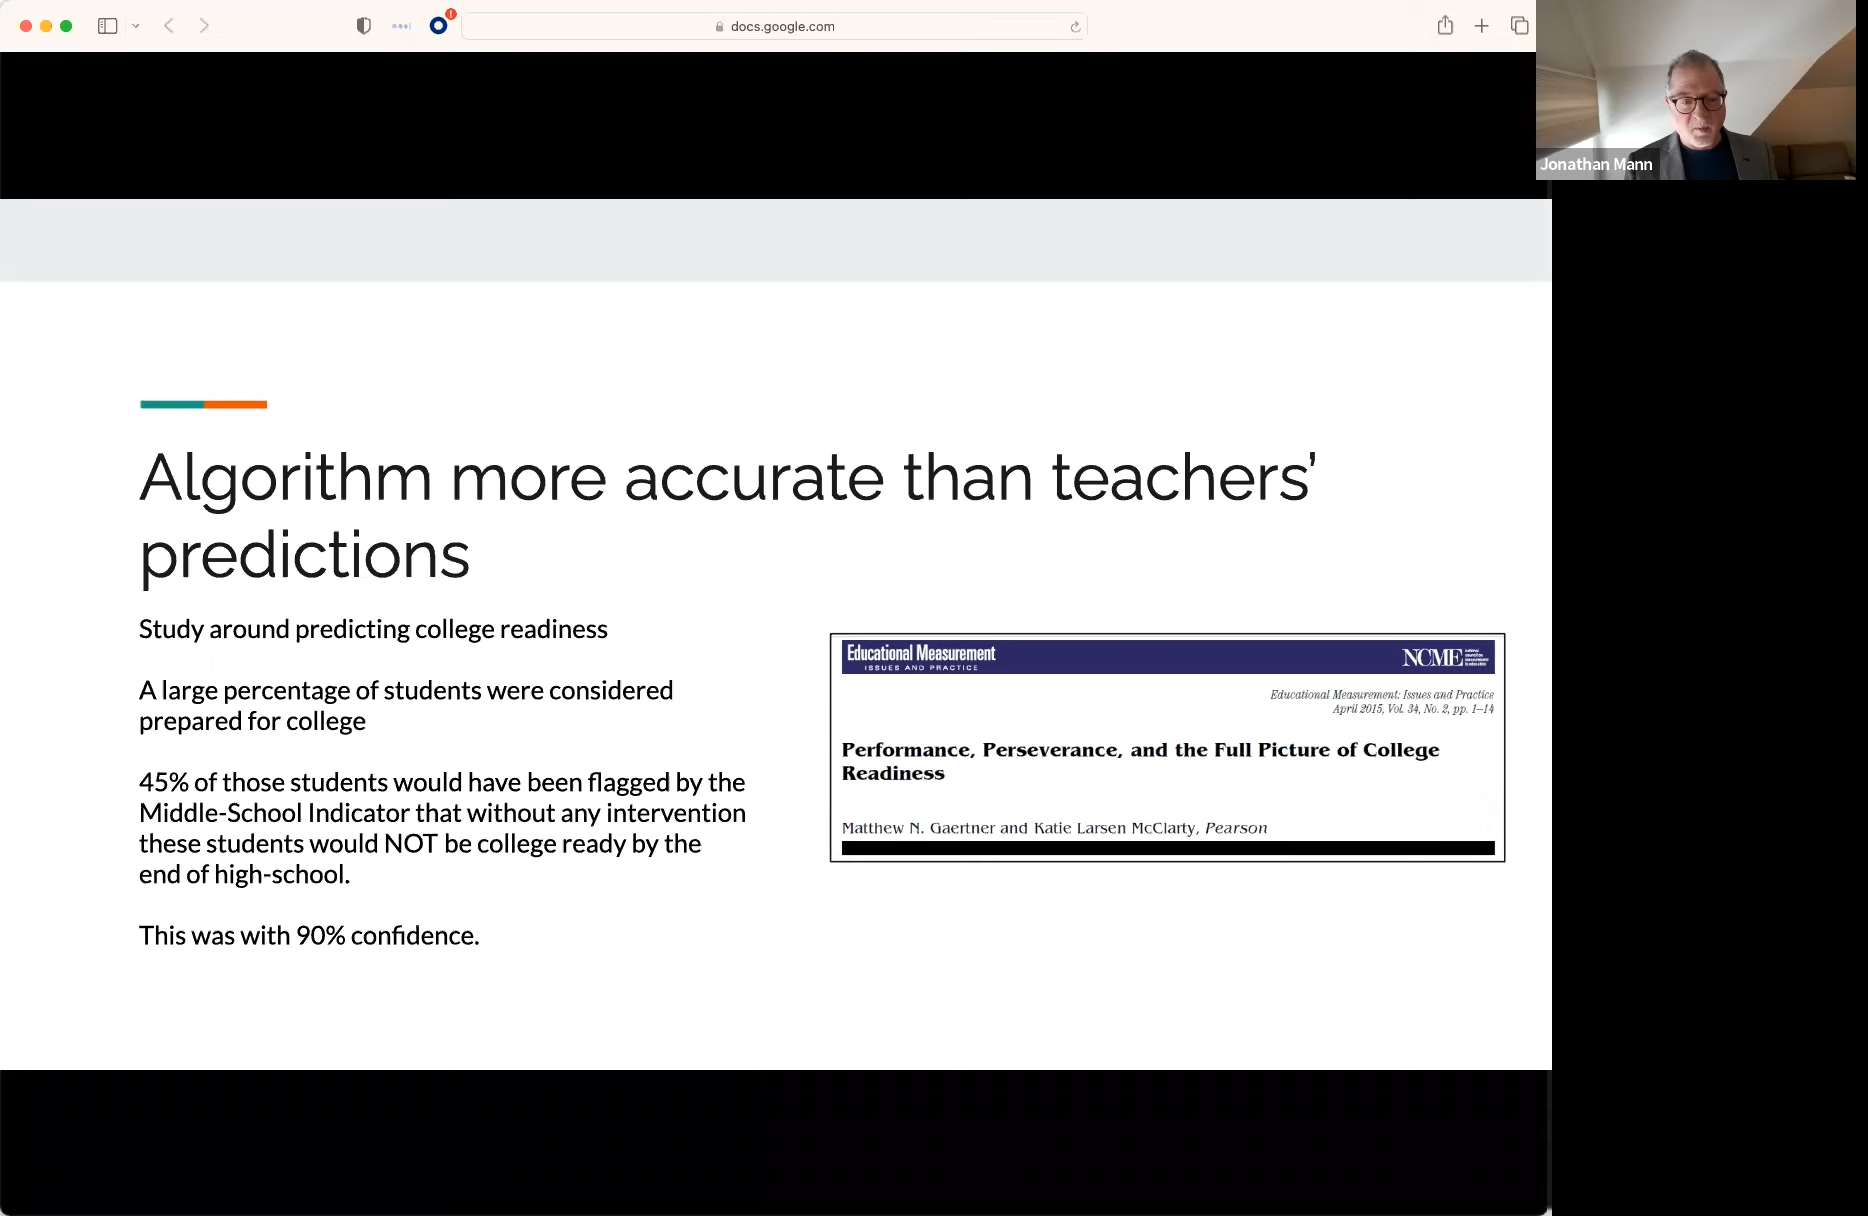 docs.google.com
Jonathan Mann
Algorithm more accurate than teachers’
predictions
Study around predicting college readiness
A large percentage of students were considered
prepared for college
45% of those students would have been flagged by the
Middle-School Indicator that without any intervention
these students would NOT be college ready by the
end of high-school.
This was with 90% confidence.
Educational Measurement
ISSUES AND PRACTICE
NCME
Educational Measurement: Issues and Practice
April 2015, Vol. 34, No. 2, pp. 1–14
Performance, Perseverance, and the Full Picture of College
Readiness
Matthew N. Gaertner and Katie Larsen McClarty, Pearson